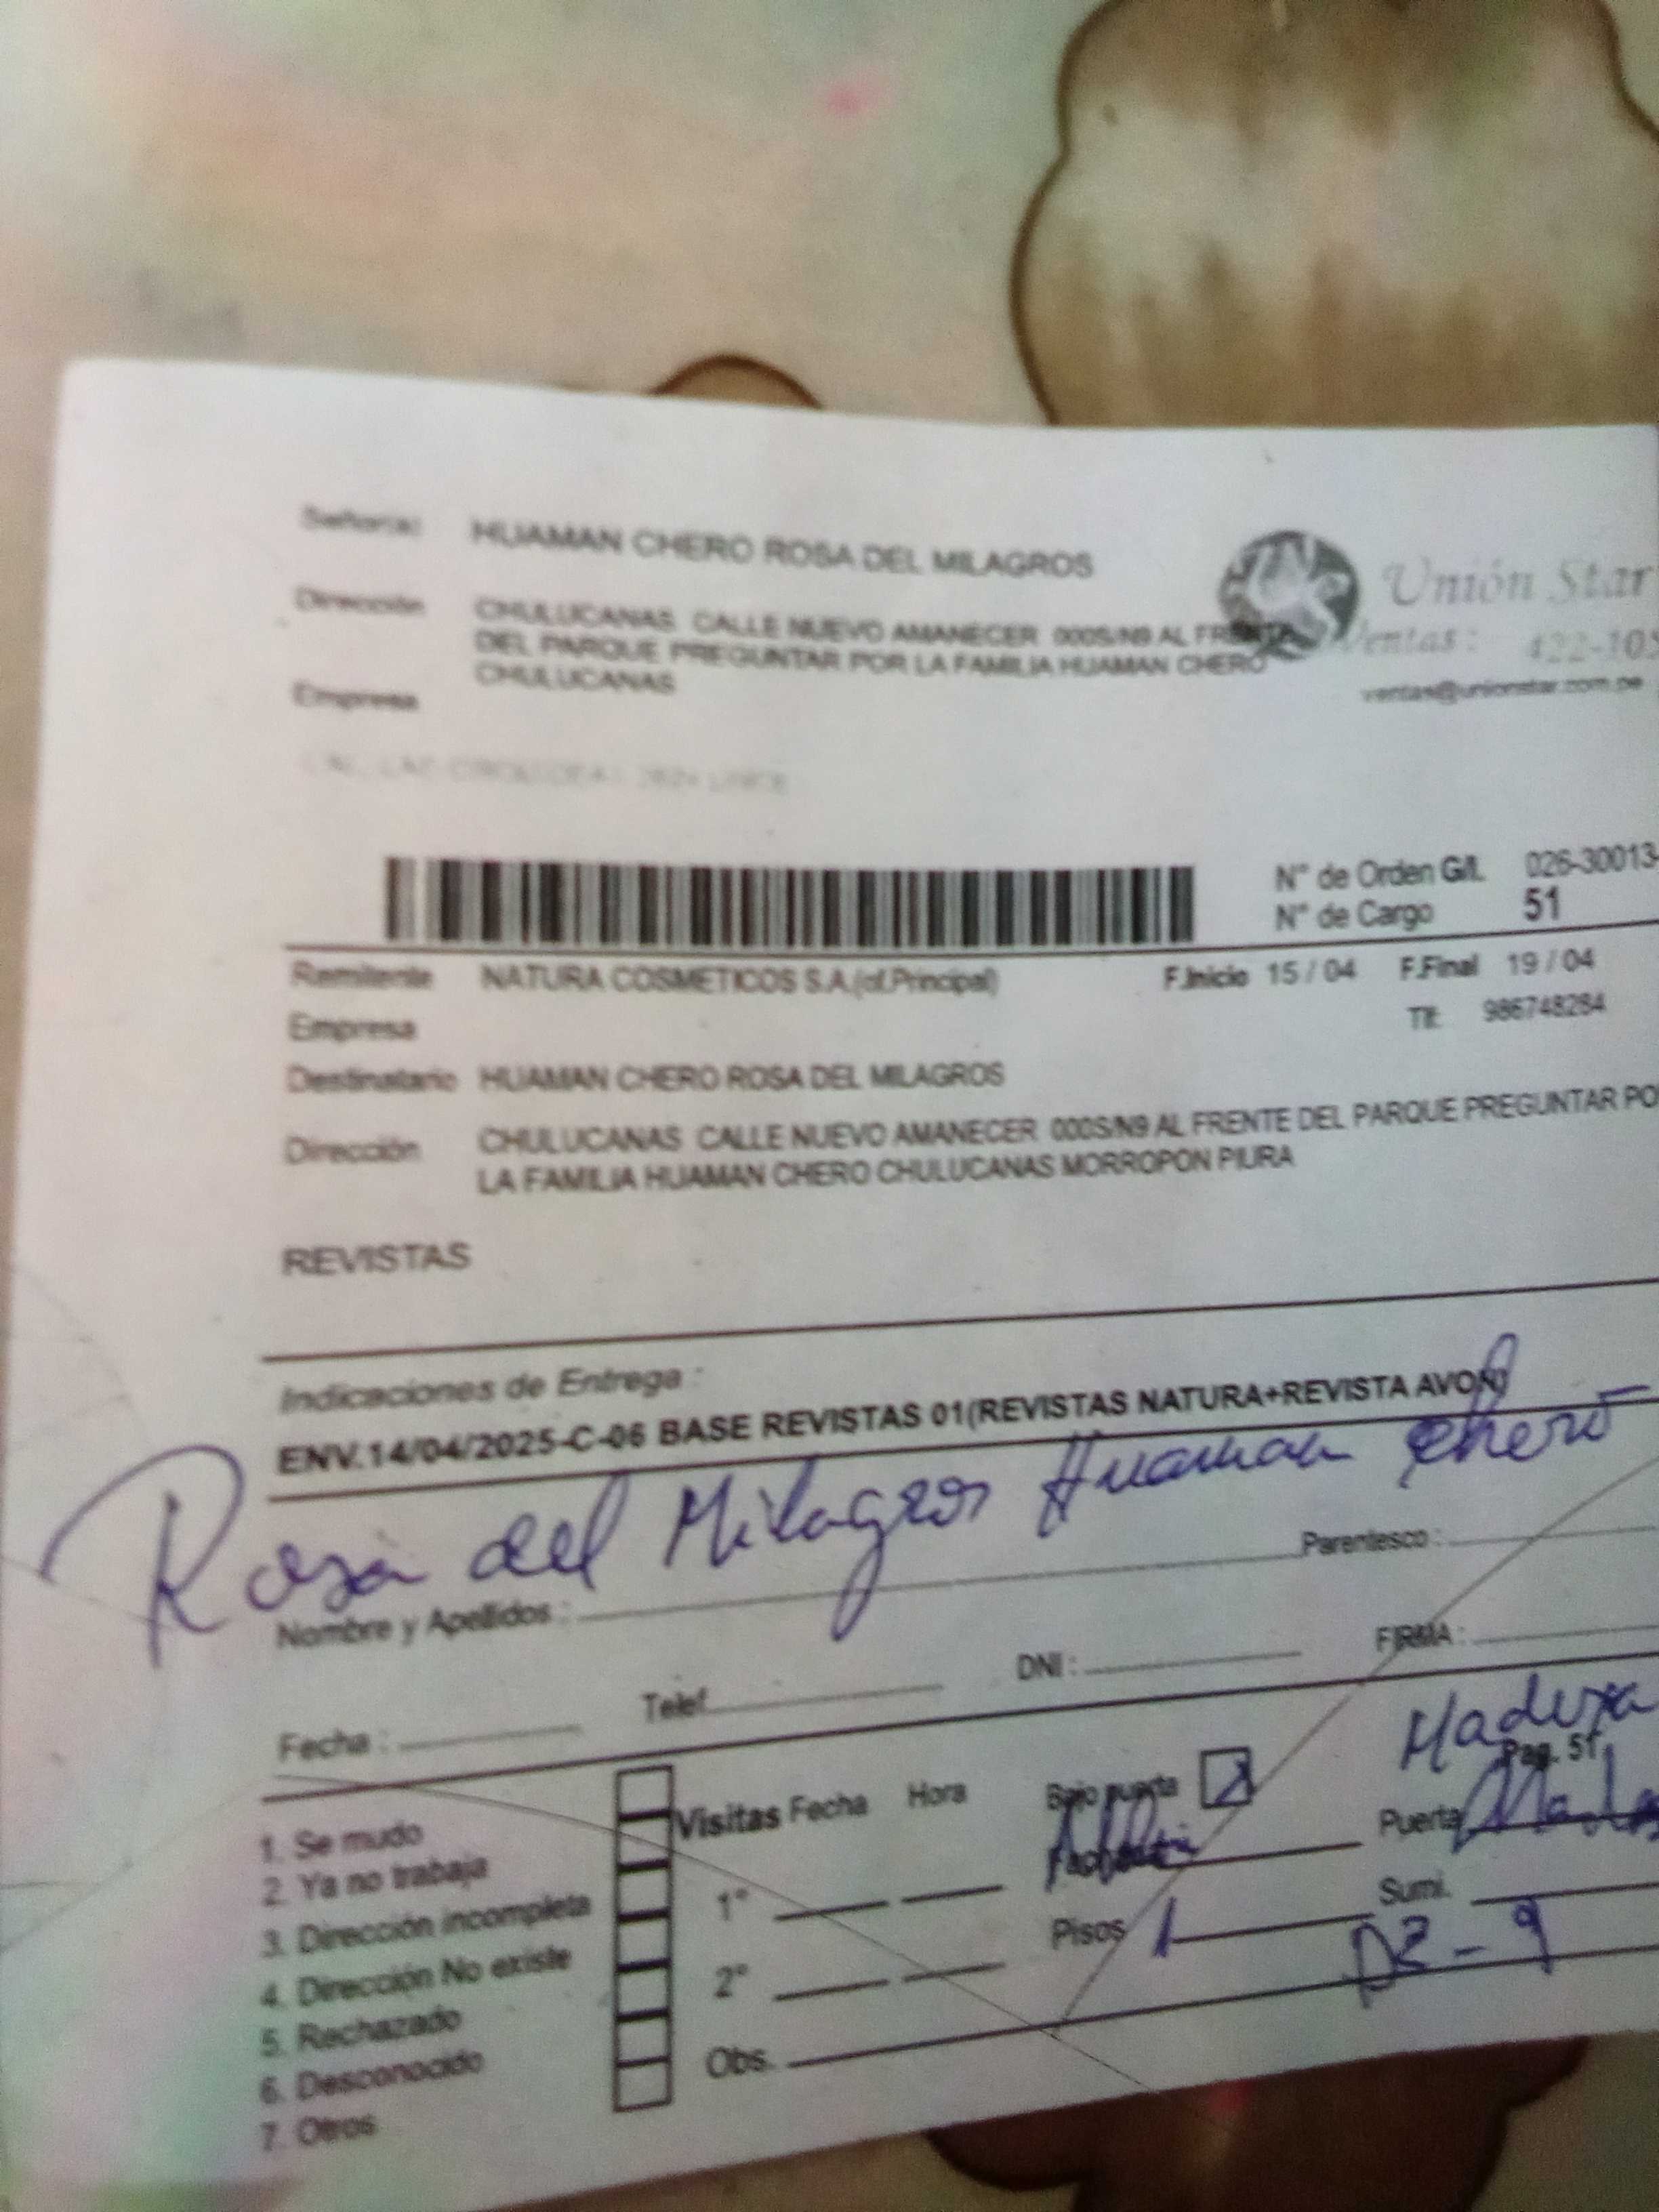 Señor(a) HUAMAN CHERO ROSA DEL MILAGROS
Unión Star
Dirección CHULUCANAS CALLE NUEVO AMANECER 000S/N9 AL FRENTE
DEL PARQUE PREGUNTAR POR LA FAMILIA HUAMAN CHERO
CHULUCANAS
Ventas: 422-105
ventas@unionstar.com.pe
Empresa
N° de Orden G/I. 026-30013-
N° de Cargo 51
Remitente NATURA COSMETICOS S.A.(of.Principal) F.Inicio 15 / 04 F.Final 19 / 04
Empresa Tlf: 986748284
Destinatario HUAMAN CHERO ROSA DEL MILAGROS
Dirección CHULUCANAS CALLE NUEVO AMANECER 000S/N9 AL FRENTE DEL PARQUE PREGUNTAR PO
LA FAMILIA HUAMAN CHERO CHULUCANAS MORROPON PIURA
REVISTAS
Indicaciones de Entrega :
ENV.14/04/2025-C-06 BASE REVISTAS 01(REVISTAS NATURA+REVISTA AVON)
Rosa del Milagros Huaman Chero
Nombre y Apellidos : Parentesco :
Fecha : Telef. DNI : FIRMA :
Madera
Pag. 51
1. Se mudo
2. Ya no trabaja
3. Dirección incompleta
4. Dirección No existe
5. Rechazado
6. Desconocido
7. Otros
Visitas Fecha Hora
1°
2°
Obs.
Bajo puerta
Puerta
Pisos 1
Sumi.
D2-9